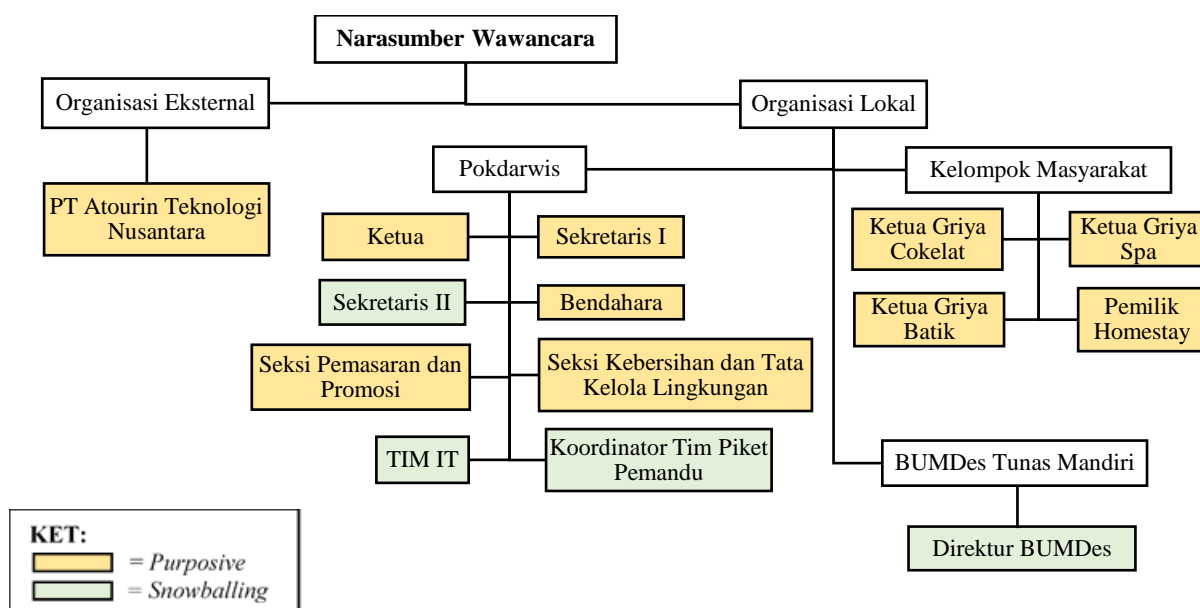 Narasumber Wawancara
Organisasi Eksternal
Organisasi Lokal
PT Atourin Teknologi
Nusantara
Pokdarwis
Kelompok Masyarakat
Ketua
Sekretaris I
Sekretaris II
Bendahara
Seksi Pemasaran dan
Promosi
Seksi Kebersihan dan Tata
Kelola Lingkungan
TIM IT
Koordinator Tim Piket
Pemandu
Ketua Griya
Cokelat
Ketua Griya
Spa
Ketua Griya
Batik
Pemilik
Homestay
BUMDes Tunas Mandiri
Direktur BUMDes
KET:
= Purposive
= Snowballing